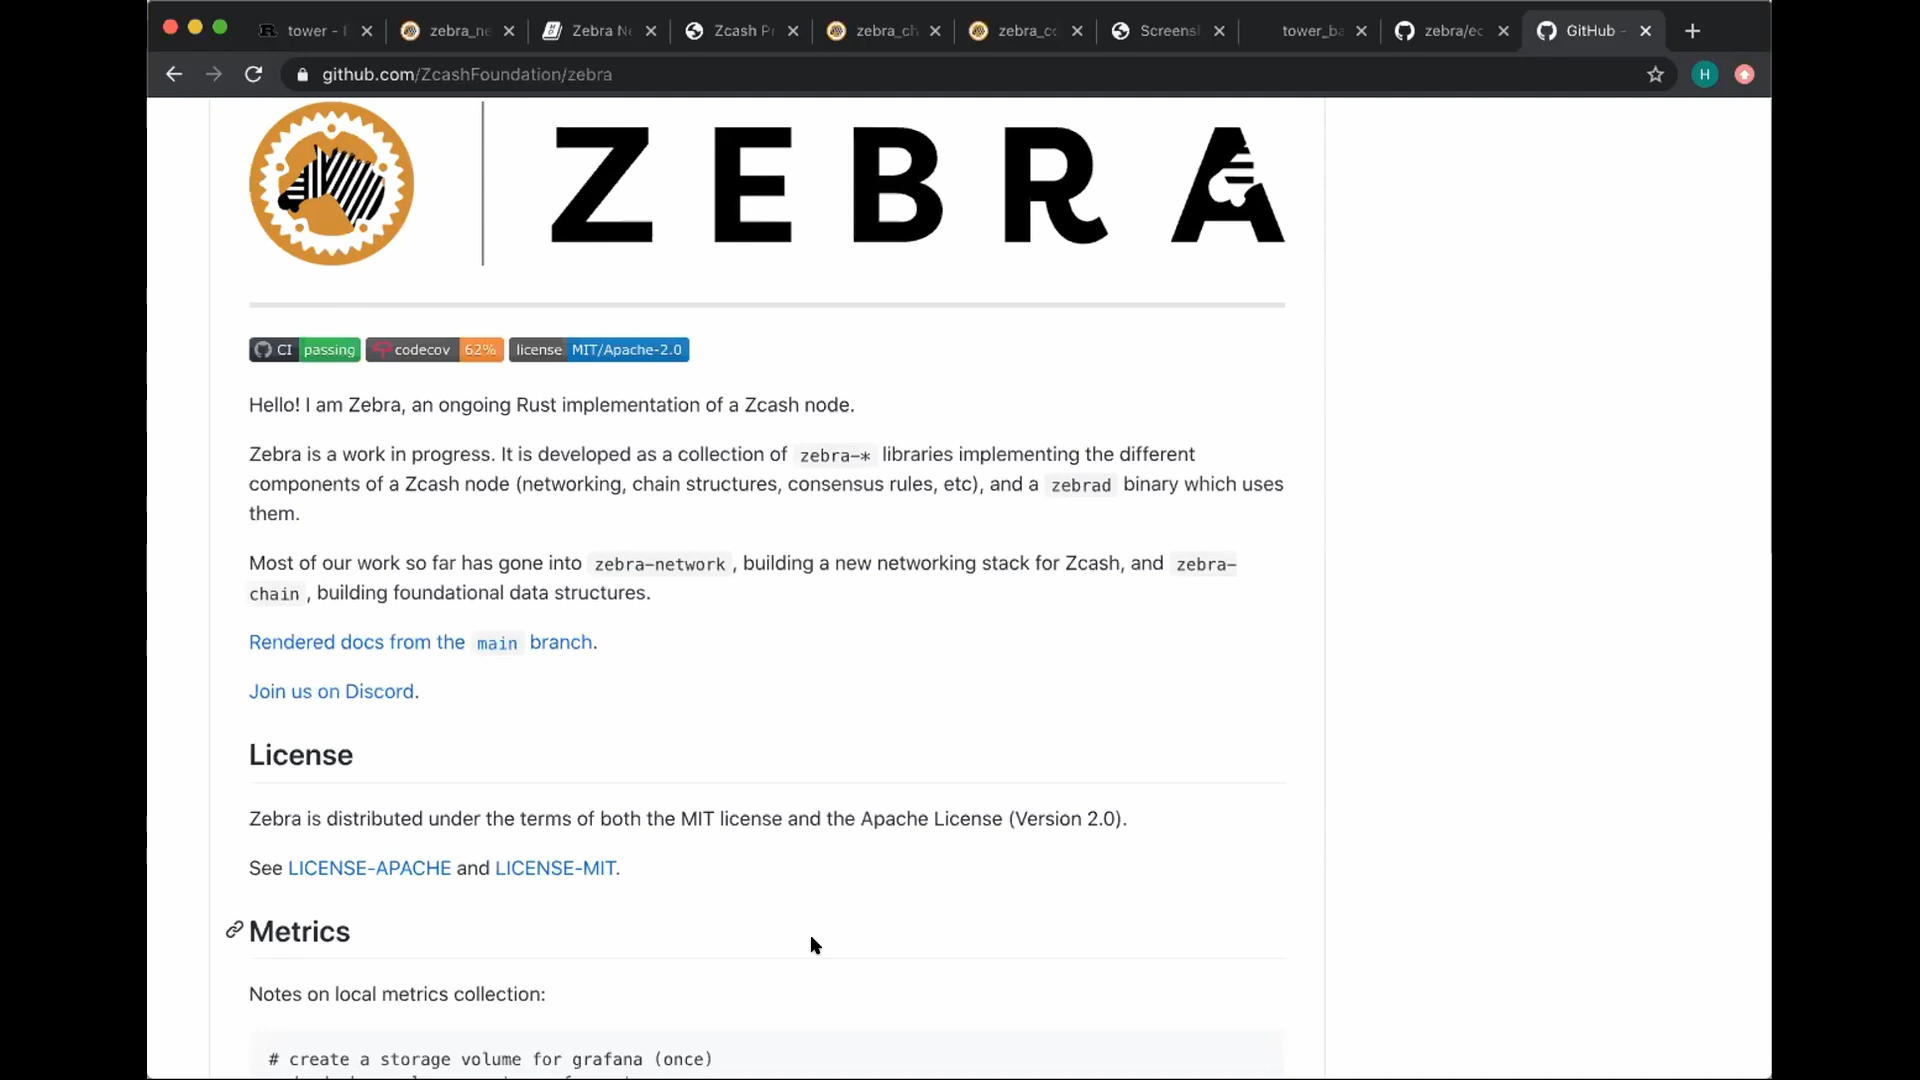 tower - 
zebra_ne
Zebra Ne
Zcash Pr
zebra_ch
zebra_co
Screens
tower_ba
zebra/ec
GitHub -
github.com/ZcashFoundation/zebra
H
ZEBRA
CI passing codecov 62% license MIT/Apache-2.0
Hello! I am Zebra, an ongoing Rust implementation of a Zcash node.
Zebra is a work in progress. It is developed as a collection of zebra-* libraries implementing the different
components of a Zcash node (networking, chain structures, consensus rules, etc), and a zebrad binary which uses
them.
Most of our work so far has gone into zebra-network, building a new networking stack for Zcash, and zebra-
chain, building foundational data structures.
Rendered docs from the main branch.
Join us on Discord.
License
Zebra is distributed under the terms of both the MIT license and the Apache License (Version 2.0).
See LICENSE-APACHE and LICENSE-MIT.
Metrics
Notes on local metrics collection:
# create a storage volume for grafana (once)